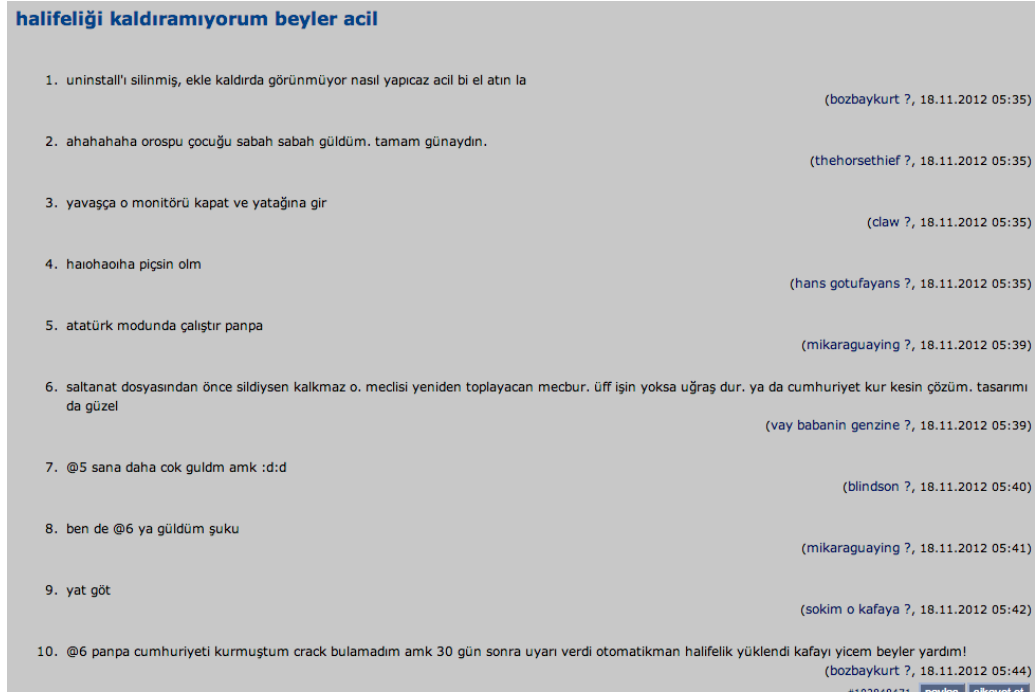 halifeliği kaldıramıyorum beyler acil
1. uninstall'ı silinmiş, ekle kaldırda görünmüyor nasıl yapıcaz acil bi el atın la
(bozbaykurt ?, 18.11.2012 05:35)
2. ahahahaha orospu çocuğu sabah sabah güldüm. tamam günaydın.
(thehorsethief ?, 18.11.2012 05:35)
3. yavaşça o monitörü kapat ve yatağına gir
(claw ?, 18.11.2012 05:35)
4. haıohaoıha piçsin olm
(hans gotufayans ?, 18.11.2012 05:35)
5. atatürk modunda çalıştır panpa
(mikaraguaying ?, 18.11.2012 05:39)
6. saltanat dosyasından önce sildiysen kalkmaz o. meclisi yeniden toplayacan mecbur. üff işin yoksa uğraş dur. ya da cumhuriyet kur kesin çözüm. tasarımı
da güzel
(vay babanin genzine ?, 18.11.2012 05:39)
7. @5 sana daha cok guldm amk :d:d
(blindson ?, 18.11.2012 05:40)
8. ben de @6 ya güldüm şuku
(mikaraguaying ?, 18.11.2012 05:41)
9. yat göt
(sokim o kafaya ?, 18.11.2012 05:42)
10. @6 panpa cumhuriyeti kurmuştum crack bulamadım amk 30 gün sonra uyarı verdi otomatikman halifelik yüklendi kafayı yicem beyler yardım!
(bozbaykurt ?, 18.11.2012 05:44)